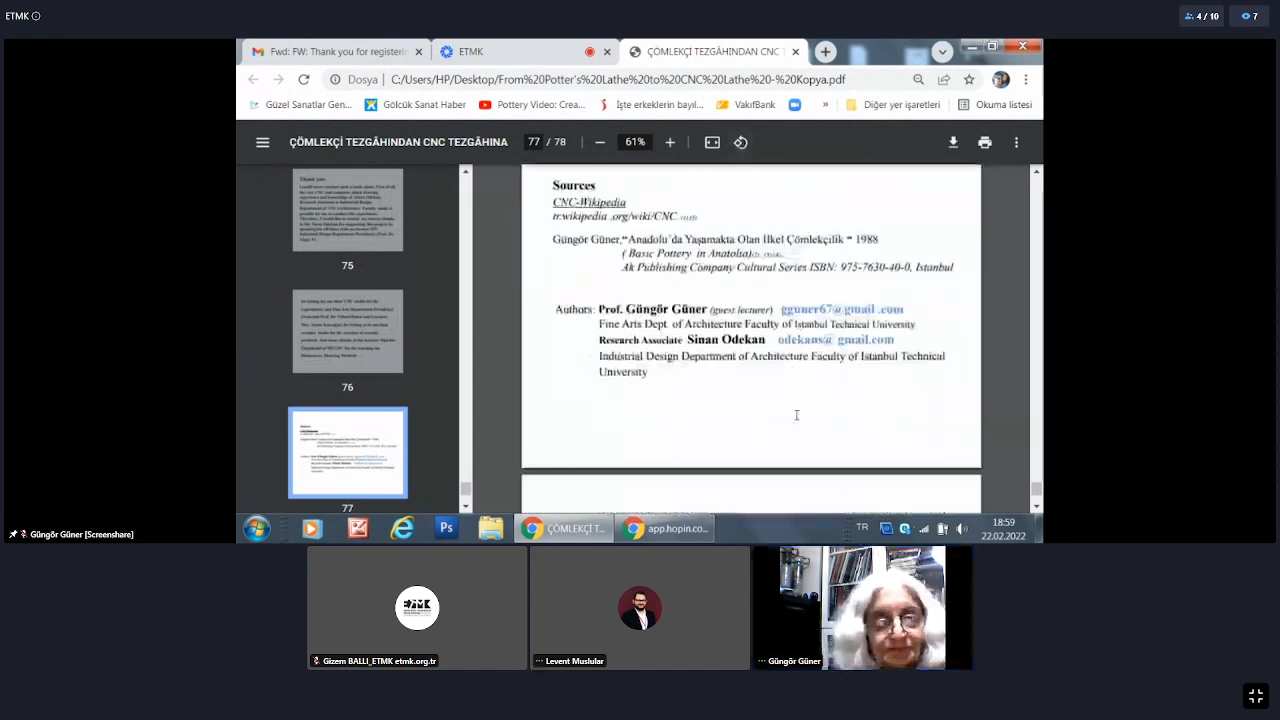 ETMK
4 / 10
7
Fwd: FW: Thank you for registerin
ETMK
ÇÖMLEKÇİ TEZGÂHINDAN CNC T
Dosya
C:/Users/HP/Desktop/From%20Potter's%20Lathe%20to%20CNC%20Lathe%20-%20Kopya.pdf
Güzel Sanatlar Gen...
Gölcük Sanat Haber
Pottery Video: Crea...
İşte erkeklerin bayıl...
VakıfBank
»
Diğer yer işaretleri
Okuma listesi
ÇÖMLEKÇİ TEZGÂHINDAN CNC TEZGÂHINA
77 / 78
61%
Thank you
75
76
77
Sources
CNC-Wikipedia
tr.wikipedia .org/wiki/CNC
Güngör Güner,"Anadolu'da Yaşamakta Olan İlkel Çömlekçilik " 1988
( Basic Pottery in Anatolia)
Ak Publishing Company Cultural Series ISBN: 975-7630-40-0, Istanbul
Authors: Prof. Güngör Güner (guest lecturer) gguner67@gmail .com
Fine Arts Dept. of Architecture Faculty of Istanbul Technical University
Research Associate Sinan Odekan odekans@ gmail.com
Industrial Design Department of Architecture Faculty of Istanbul Technical
University
ÇÖMLEKÇİ T...
app.hopin.co...
Ps
TR
18:59
22.02.2022
Güngör Güner [Screenshare]
ETMK
Gizem BALLI_ETMK etmk.org.tr
Levent Muslular
Güngör Güner